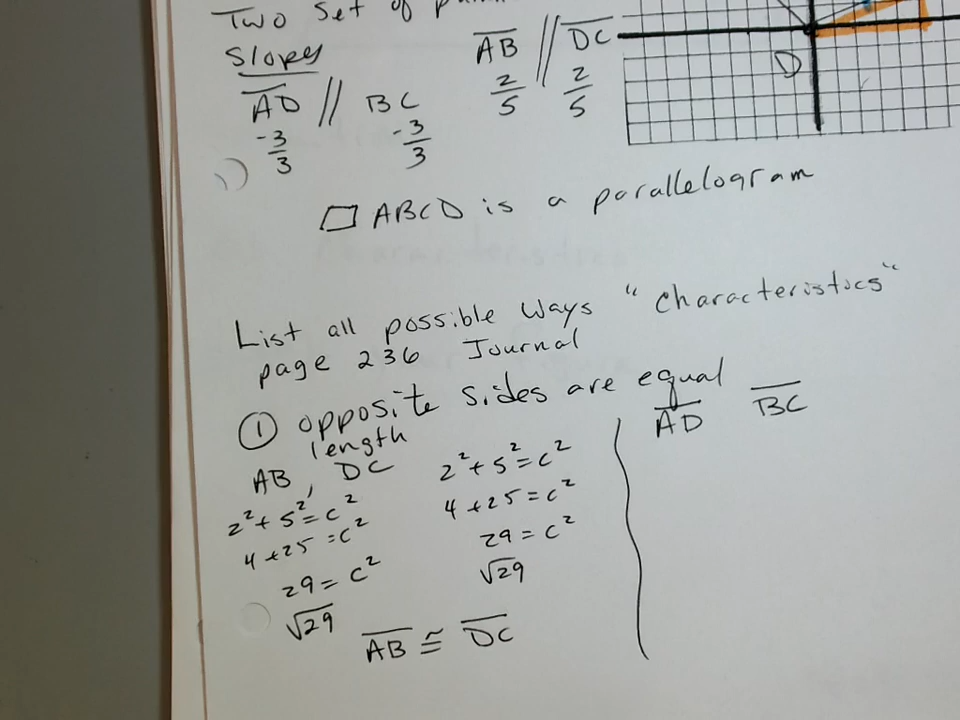 Two set of
Slopes
AD // BC
-3/3 -3/3
AB // DC
2/5 2/5
D
▱ ABCD is a parallelogram
List all possible ways "characteristics"
page 236 Journal
① opposite sides are equal
length
AB, DC
2² + 5² = c² 2² + 5² = c²
4 + 25 = c² 4 + 25 = c²
29 = c² 29 = c²
√29 √29
AB ≅ DC
AD BC